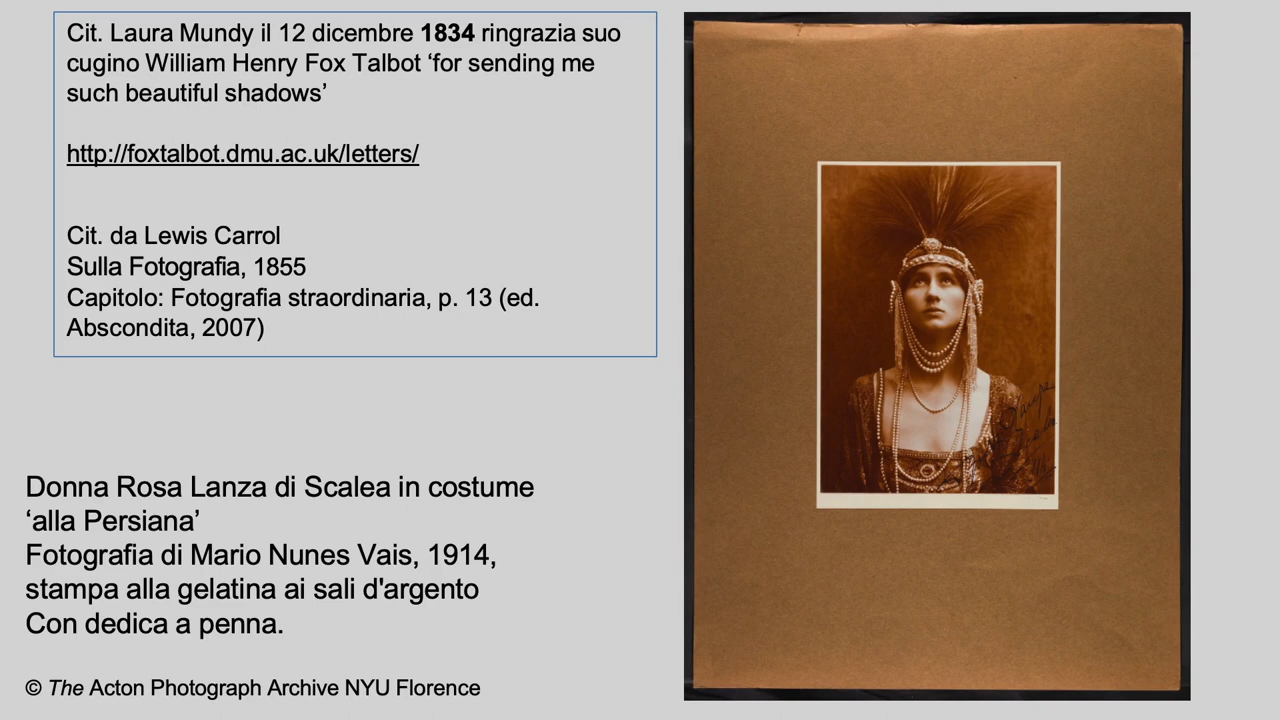 Cit. Laura Mundy il 12 dicembre 1834 ringrazia suo
cugino William Henry Fox Talbot ‘for sending me
such beautiful shadows’
http://foxtalbot.dmu.ac.uk/letters/
Cit. da Lewis Carrol
Sulla Fotografia, 1855
Capitolo: Fotografia straordinaria, p. 13 (ed.
Abscondita, 2007)
Donna Rosa Lanza di Scalea in costume
‘alla Persiana’
Fotografia di Mario Nunes Vais, 1914,
stampa alla gelatina ai sali d'argento
Con dedica a penna.
© The Acton Photograph Archive NYU Florence